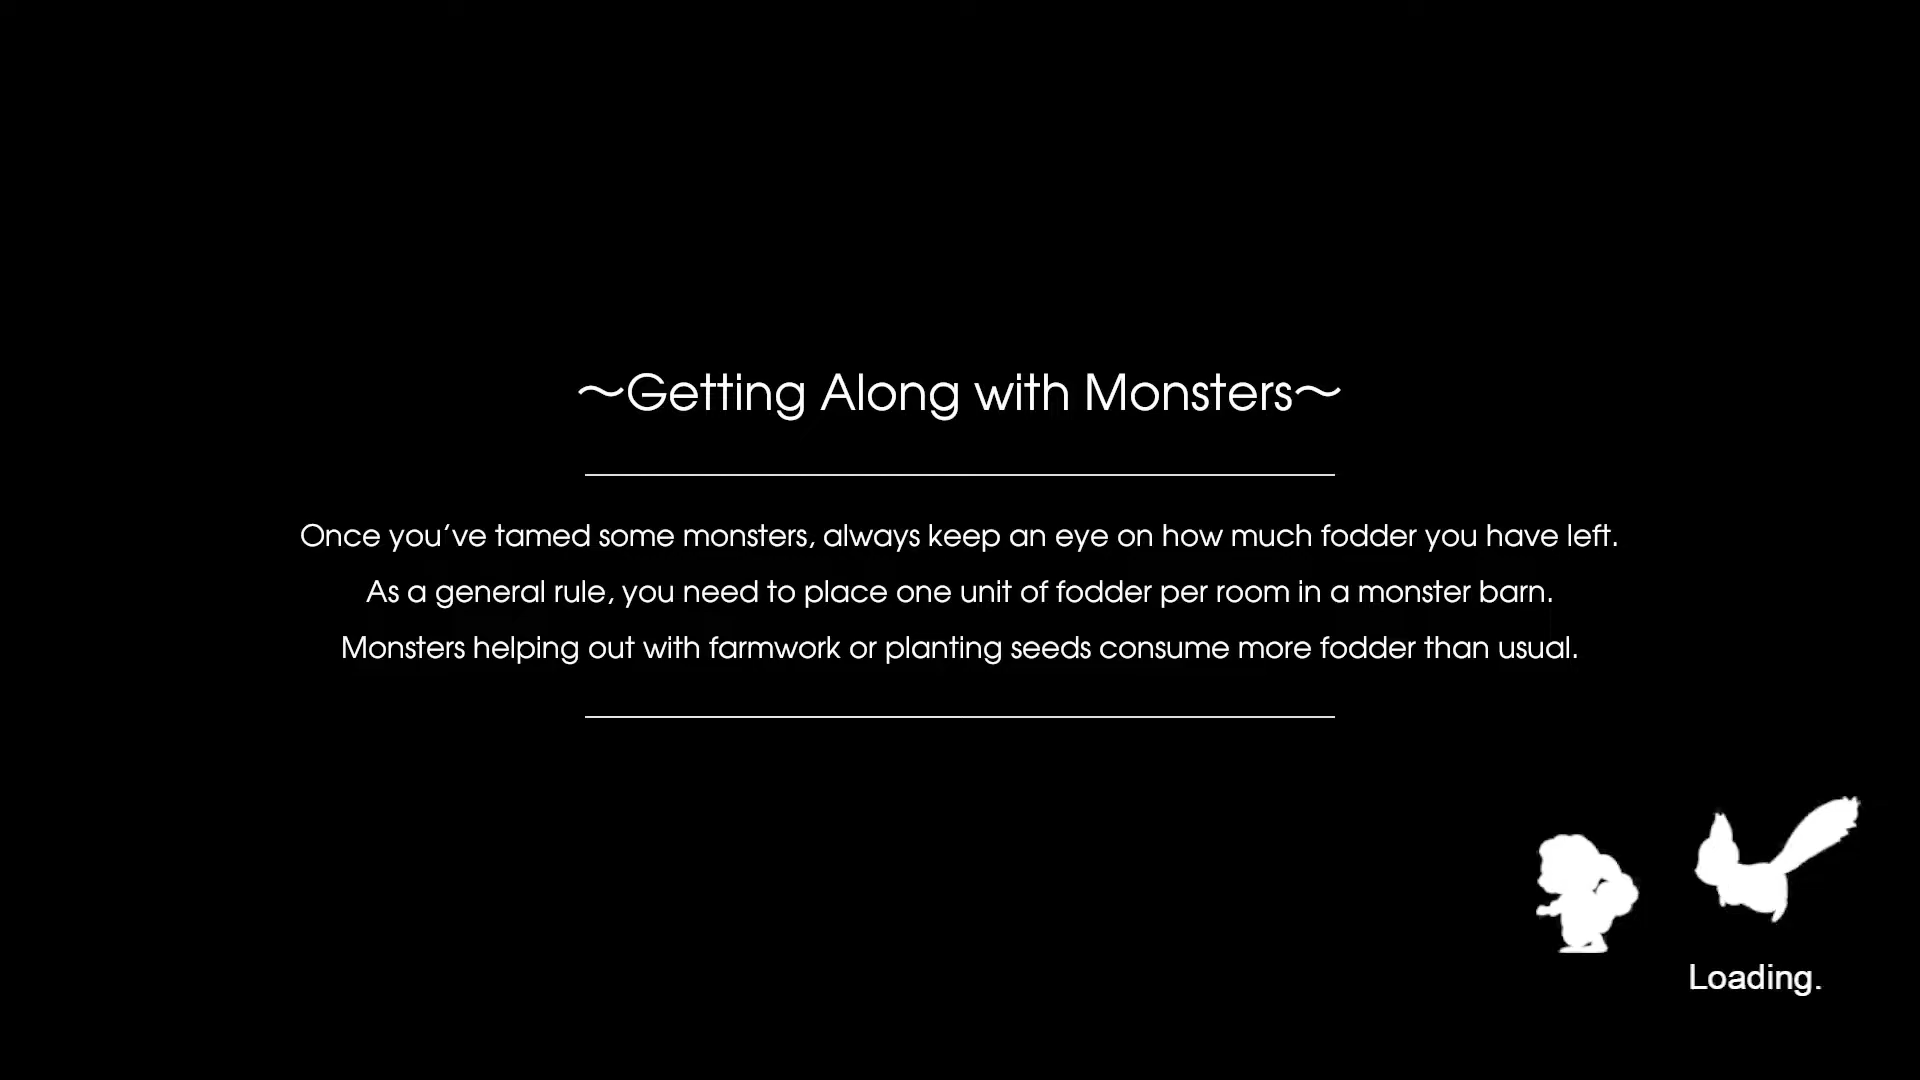 ～Getting Along with Monsters～
Once you’ve tamed some monsters, always keep an eye on how much fodder you have left.
As a general rule, you need to place one unit of fodder per room in a monster barn.
Monsters helping out with farmwork or planting seeds consume more fodder than usual.
Loading.